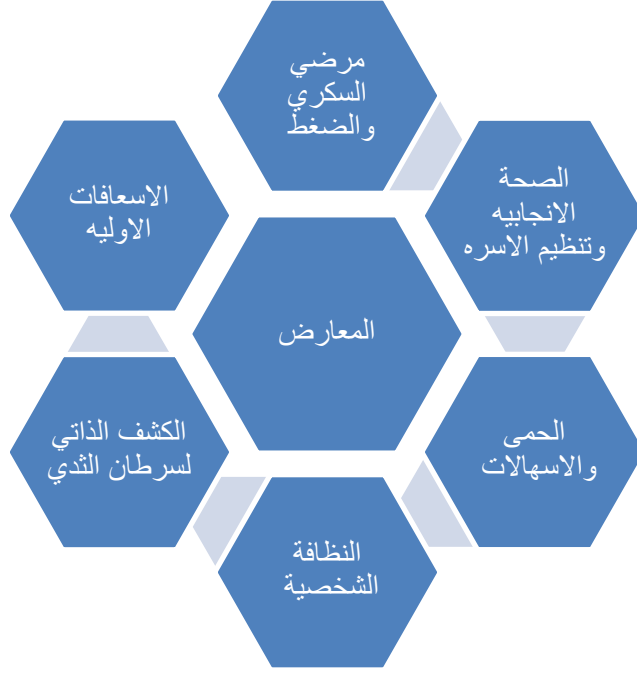 مرضي
السكري
والضغط
الصحة
الانجابيه
وتنظيم الاسره
الاسعافات
الاوليه
المعارض
الحمى
والاسهالات
الكشف الذاتي
لسرطان الثدي
النظافة
الشخصية